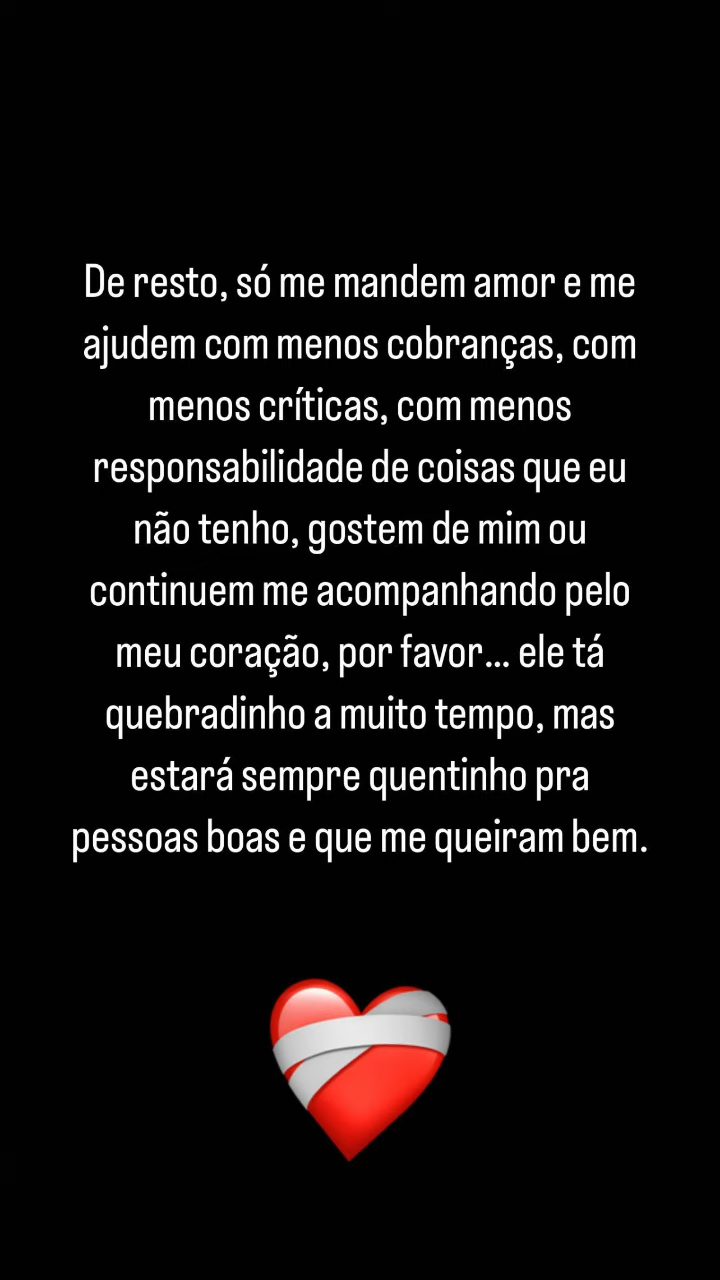 De resto, só me mandem amor e me
ajudem com menos cobranças, com
menos críticas, com menos
responsabilidade de coisas que eu
não tenho, gostem de mim ou
continuem me acompanhando pelo
meu coração, por favor... ele tá
quebradinho a muito tempo, mas
estará sempre quentinho pra
pessoas boas e que me queiram bem.